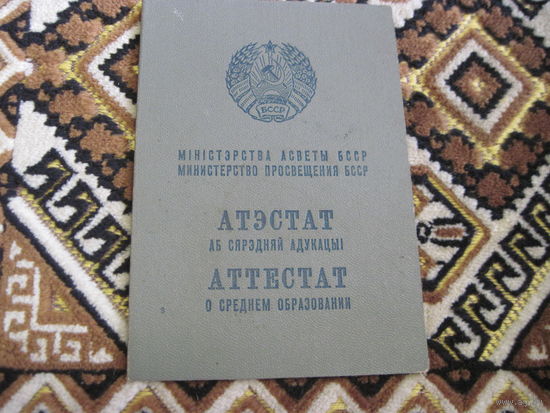 БССР
МІНІСТЭРСТВА АСВЕТЫ БССР
МИНИСТЕРСТВО ПРОСВЕЩЕНИЯ БССР
АТЭСТАТ
АБ СЯРЭДНЯЙ АДУКАЦЫІ
АТТЕСТАТ
О СРЕДНЕМ ОБРАЗОВАНИИ